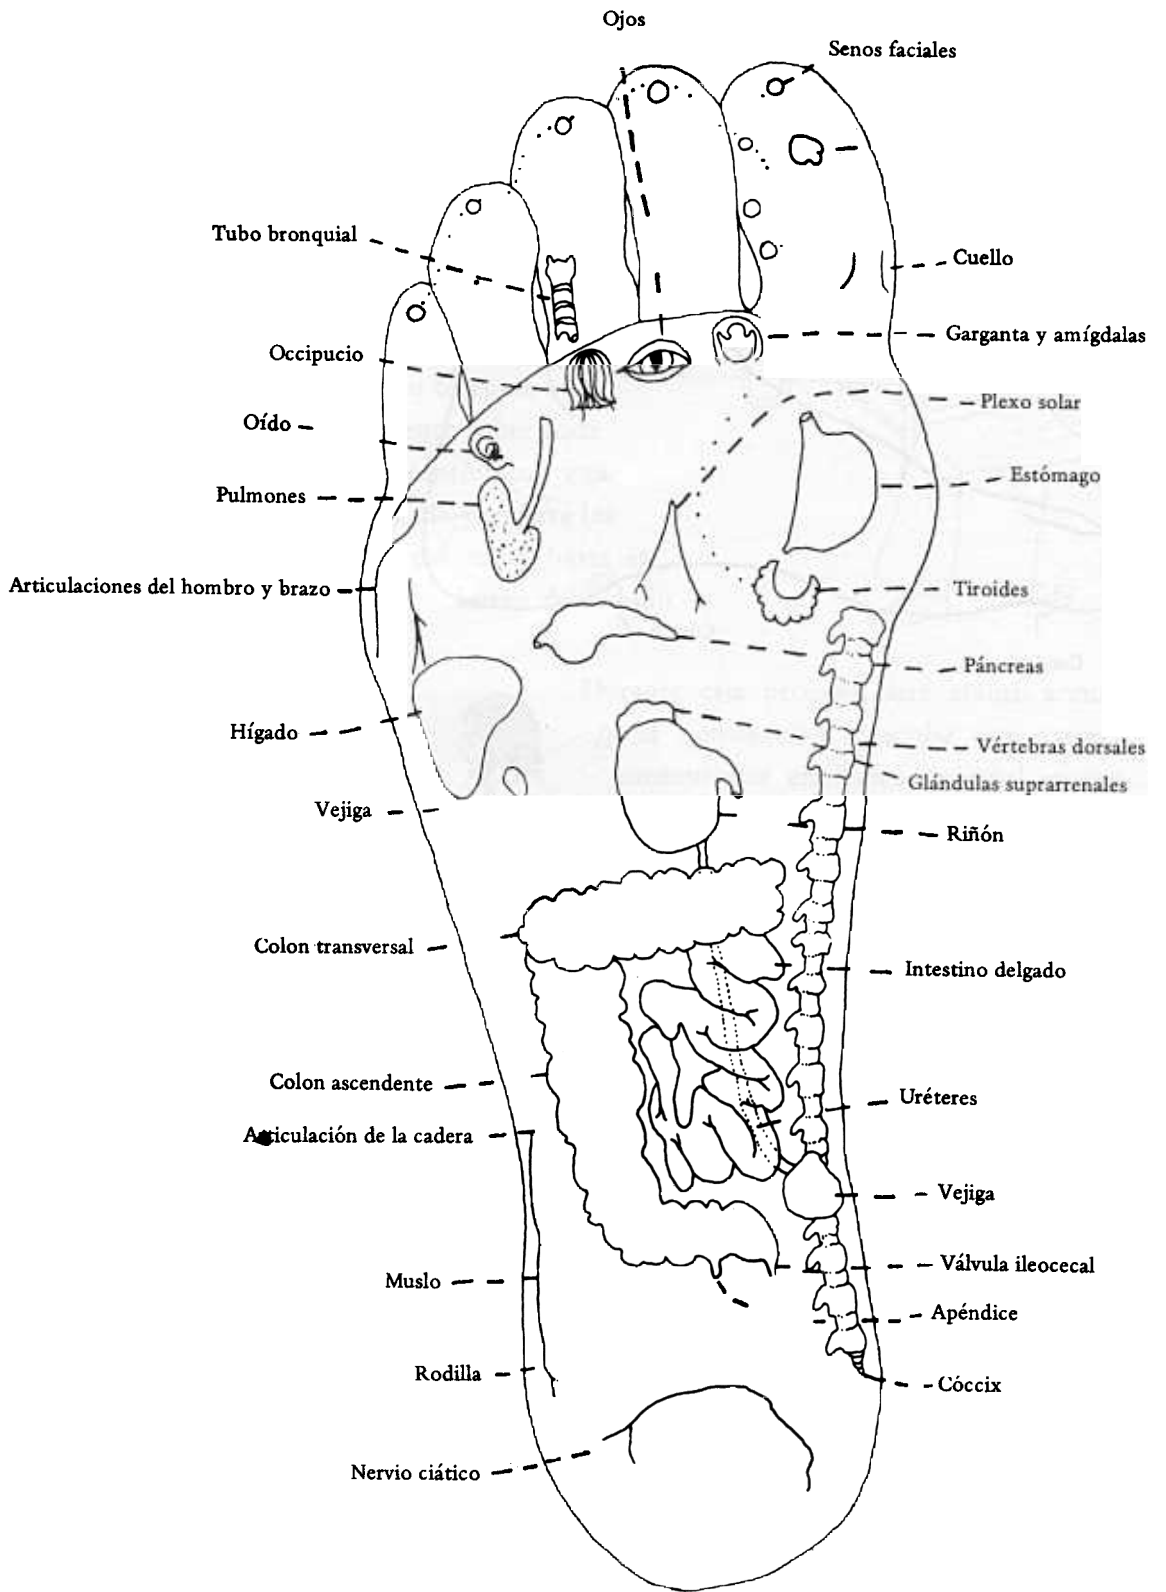 Ojos
Senos faciales
Tubo bronquial
Cuello
Garganta y amígdalas
Occipucio
Plexo solar
Oído
Estómago
Pulmones
Articulaciones del hombro y brazo
Tiroides
Páncreas
Hígado
Vértebras dorsales
Glándulas suprarrenales
Vejiga
Riñón
Colon transversal
Intestino delgado
Colon ascendente
Uréteres
Articulación de la cadera
Vejiga
Válvula ileocecal
Muslo
Apéndice
Rodilla
Cóccix
Nervio ciático